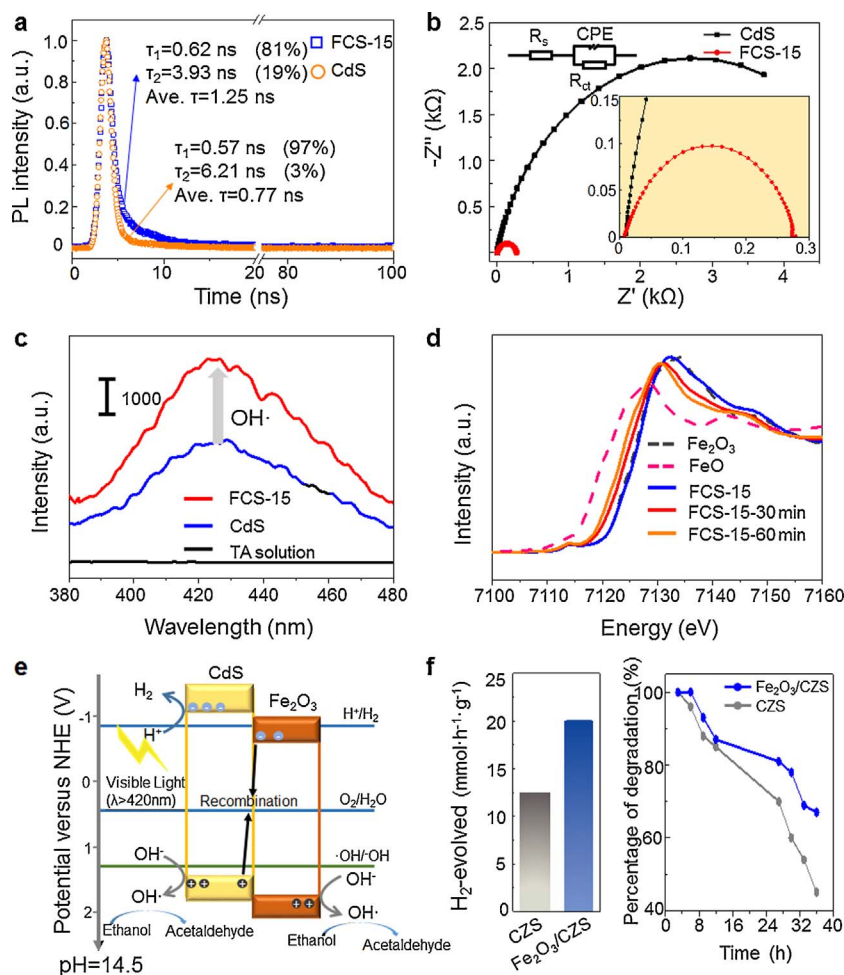 a
PL intensity (a.u.)
1.0
0.8
0.6
0.4
0.2
0
τ1=0.62 ns (81%)
τ2=3.93 ns (19%)
Ave. τ=1.25 ns
FCS-15
CdS
τ1=0.57 ns (97%)
τ2=6.21 ns (3%)
Ave. τ=0.77 ns
0 10 20 80 100
Time (ns)
b
-Z'' (kΩ)
2.5
2.0
1.5
1.0
0.5
0.0
Rs
CPE
Rct
CdS
FCS-15
0.15
0.1
0.05
0
0 0.1 0.2 0.3
0 1 2 3 4
Z' (kΩ)
c
Intensity (a.u.)
1000
OH·
FCS-15
CdS
TA solution
380 400 420 440 460 480
Wavelength (nm)
d
Intensity (a.u.)
Fe2O3
FeO
FCS-15
FCS-15-30 min
FCS-15-60 min
7100 7110 7120 7130 7140 7150 7160
Energy (eV)
e
Potential versus NHE (V)
-1
0
1
2
pH=14.5
CdS
Fe2O3
H2
H+
H+/H2
Visible Light
(λ>420nm)
Recombination
O2/H2O
·OH/-OH
OH-
OH·
OH-
OH·
Ethanol
Acetaldehyde
Ethanol
Acetaldehyde
f
H2-evolved (mmol·h-1·g-1)
25
20
15
10
5
0
CZS
Fe2O3/CZS
Percentage of degradation (%)
100
80
60
40
Fe2O3/CZS
CZS
0 8 16 24 32 40
Time (h)